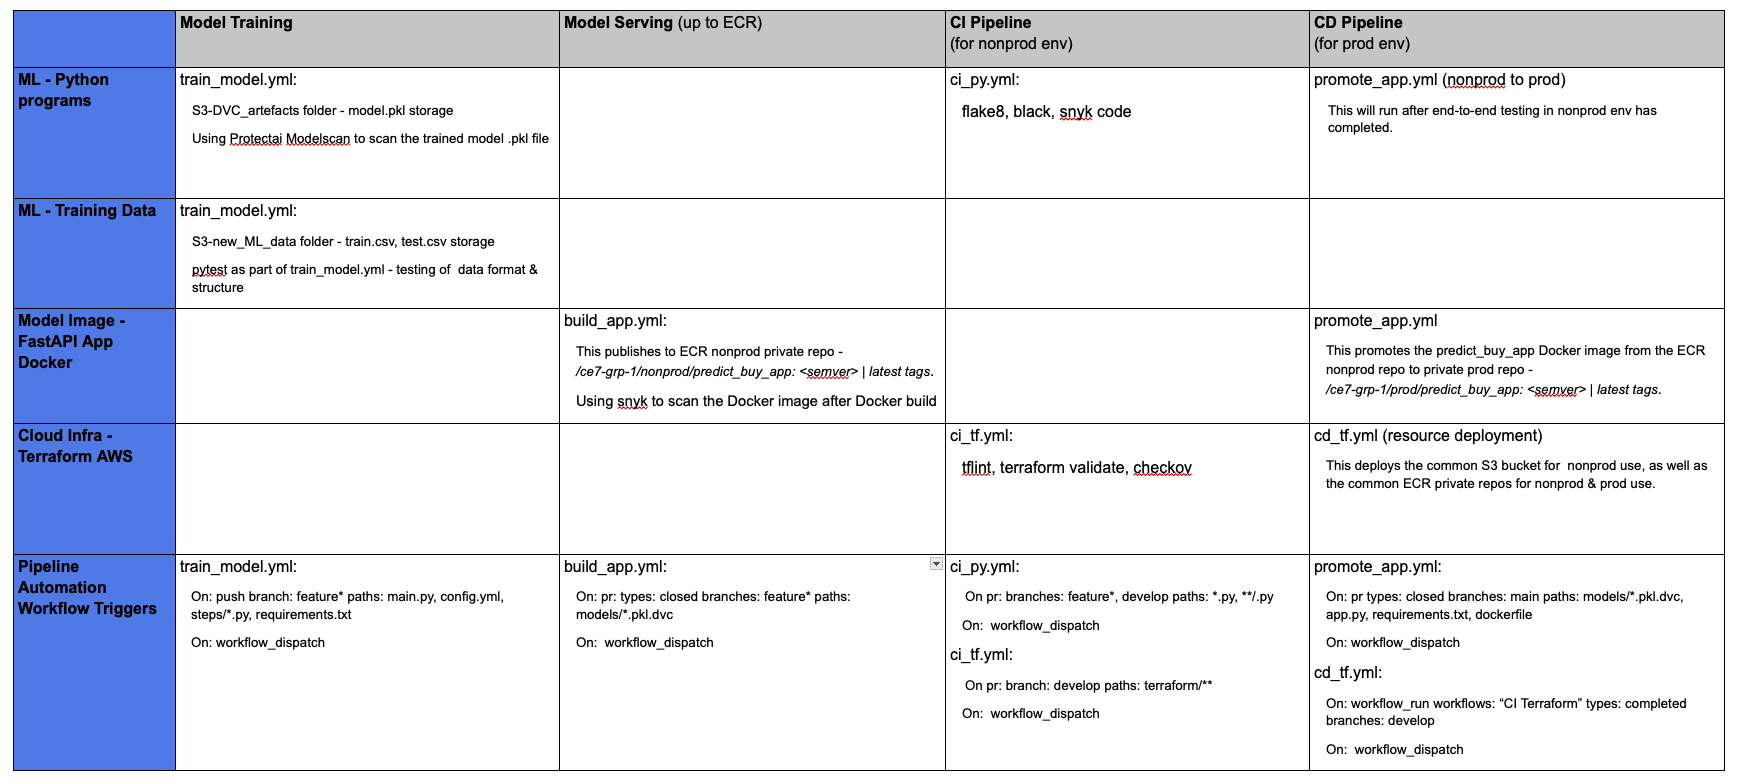 Model Training
Model Serving (up to ECR)
CI Pipeline
(for nonprod env)
CD Pipeline
(for prod env)
ML - Python
programs
train_model.yml:
S3-DVC_artefacts folder - model.pkl storage
Using Protectai Modelscan to scan the trained model .pkl file
ci_py.yml:
flake8, black, snyk code
promote_app.yml (nonprod to prod)
This will run after end-to-end testing in nonprod env has
completed.
ML - Training Data
train_model.yml:
S3-new_ML_data folder - train.csv, test.csv storage
pytest as part of train_model.yml - testing of  data format &
structure
Model Image -
FastAPI App
Docker
build_app.yml:
This publishes to ECR nonprod private repo -
/ce7-grp-1/nonprod/predict_buy_app: <semver> | latest tags.
Using snyk to scan the Docker image after Docker build
promote_app.yml
This promotes the predict_buy_app Docker image from the ECR
nonprod repo to private prod repo -
/ce7-grp-1/prod/predict_buy_app: <semver> | latest tags.
Cloud Infra -
Terraform AWS
ci_tf.yml:
tflint, terraform validate, checkov
cd_tf.yml (resource deployment)
This deploys the common S3 bucket for  nonprod use, as well as
the common ECR private repos for nonprod & prod use.
Pipeline
Automation
Workflow Triggers
train_model.yml:
On: push branch: feature* paths: main.py, config.yml,
steps/*.py, requirements.txt
On: workflow_dispatch
build_app.yml:
On: pr: types: closed branches: feature* paths:
models/*.pkl.dvc
On:  workflow_dispatch
ci_py.yml:
On pr: branches: feature*, develop paths: *.py, **/.py
On:  workflow_dispatch
ci_tf.yml:
On pr: branch: develop paths: terraform/**
On:  workflow_dispatch
promote_app.yml:
On: pr types: closed branches: main paths: models/*.pkl.dvc,
app.py, requirements.txt, dockerfile
On: workflow_dispatch
cd_tf.yml:
On: workflow_run workflows: “CI Terraform” types: completed
branches: develop
On:  workflow_dispatch